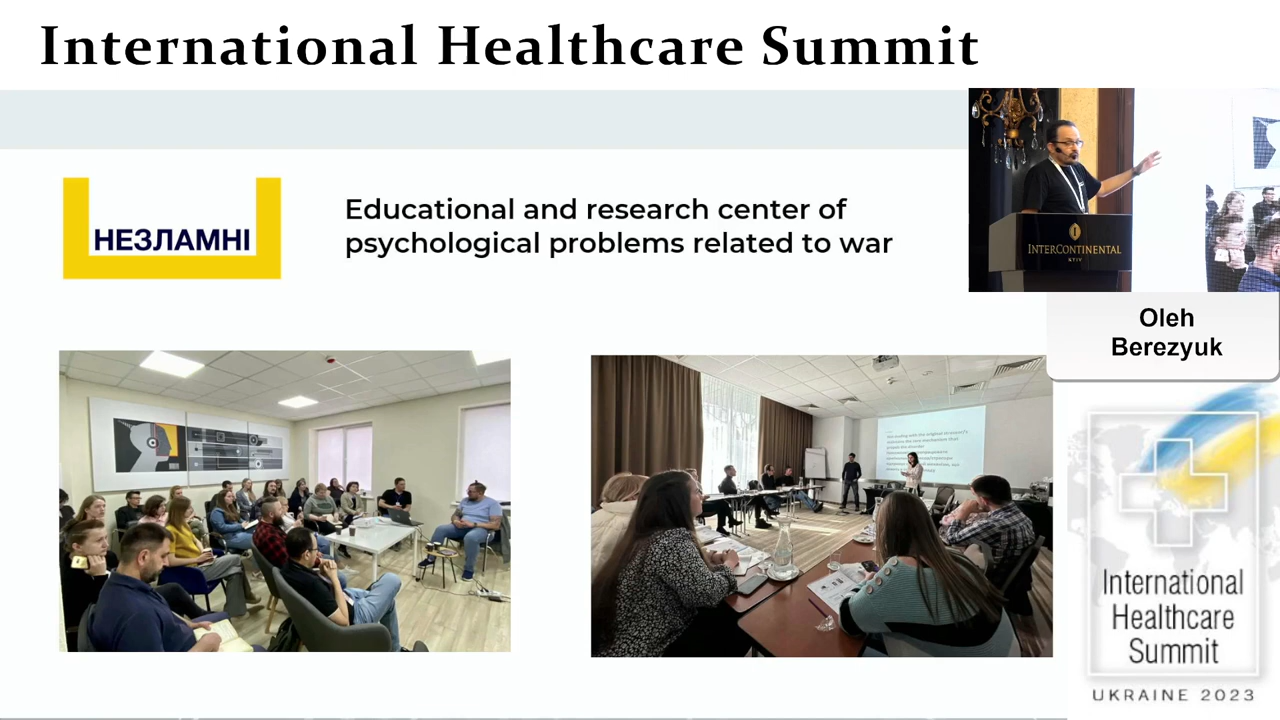 International Healthcare Summit
НЕЗЛАМНІ
Educational and research center of
psychological problems related to war
INTERCONTINENTAL
KYIV
Oleh
Berezyuk
International
Healthcare
Summit
UKRAINE 2023